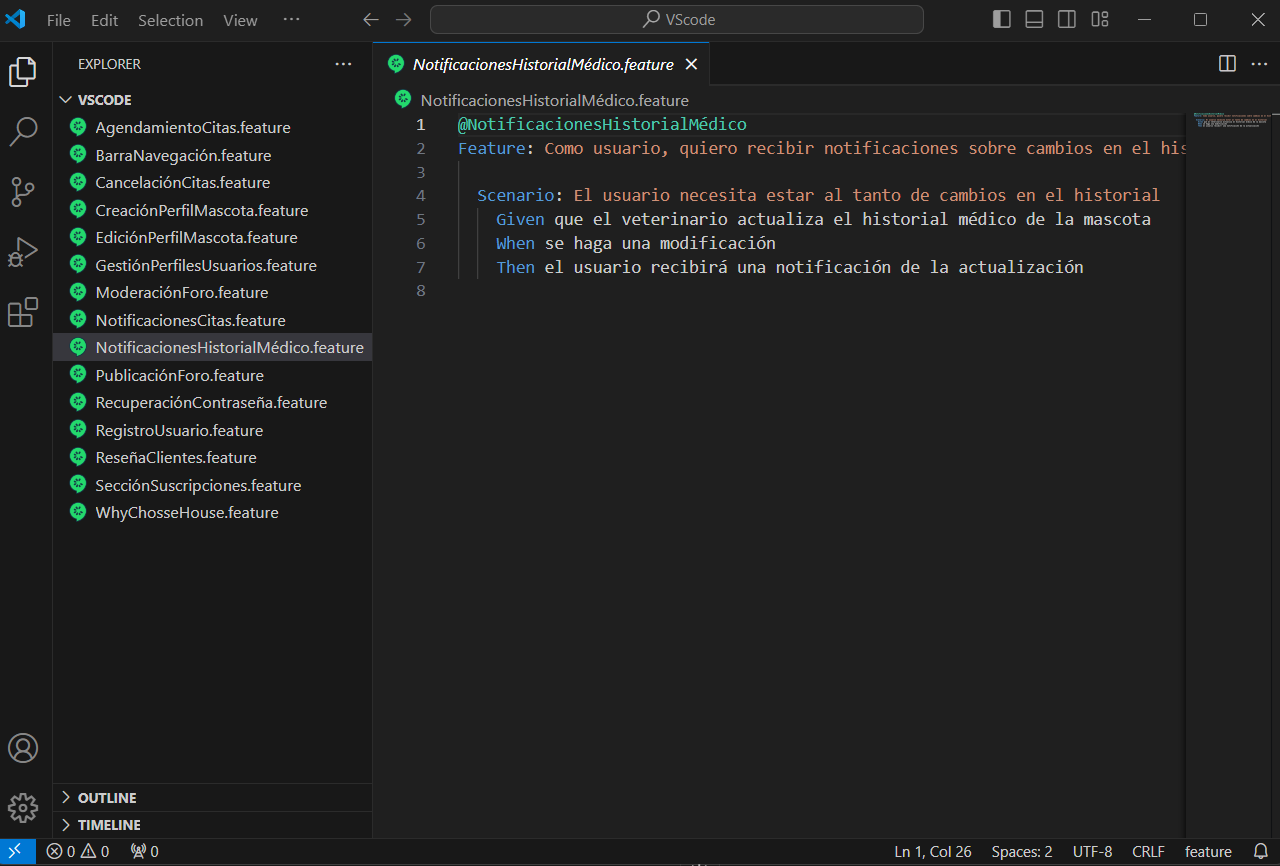 File Edit Selection View ···
VScode
EXPLORER ···
VSCODE
AgendamientoCitas.feature
BarraNavegación.feature
CancelaciónCitas.feature
CreaciónPerfilMascota.feature
EdiciónPerfilMascota.feature
GestiónPerfilesUsuarios.feature
ModeraciónForo.feature
NotificacionesCitas.feature
NotificacionesHistorialMédico.feature
PublicaciónForo.feature
RecuperaciónContraseña.feature
RegistroUsuario.feature
ReseñaClientes.feature
SecciónSuscripciones.feature
WhyChosseHouse.feature
OUTLINE
TIMELINE
NotificacionesHistorialMédico.feature
NotificacionesHistorialMédico.feature
1 @NotificacionesHistorialMédico
2 Feature: Como usuario, quiero recibir notificaciones sobre cambios en el his
3
4 Scenario: El usuario necesita estar al tanto de cambios en el historial
5 Given que el veterinario actualiza el historial médico de la mascota
6 When se haga una modificación
7 Then el usuario recibirá una notificación de la actualización
8
0 0 0 Ln 1, Col 26 Spaces: 2 UTF-8 CRLF feature